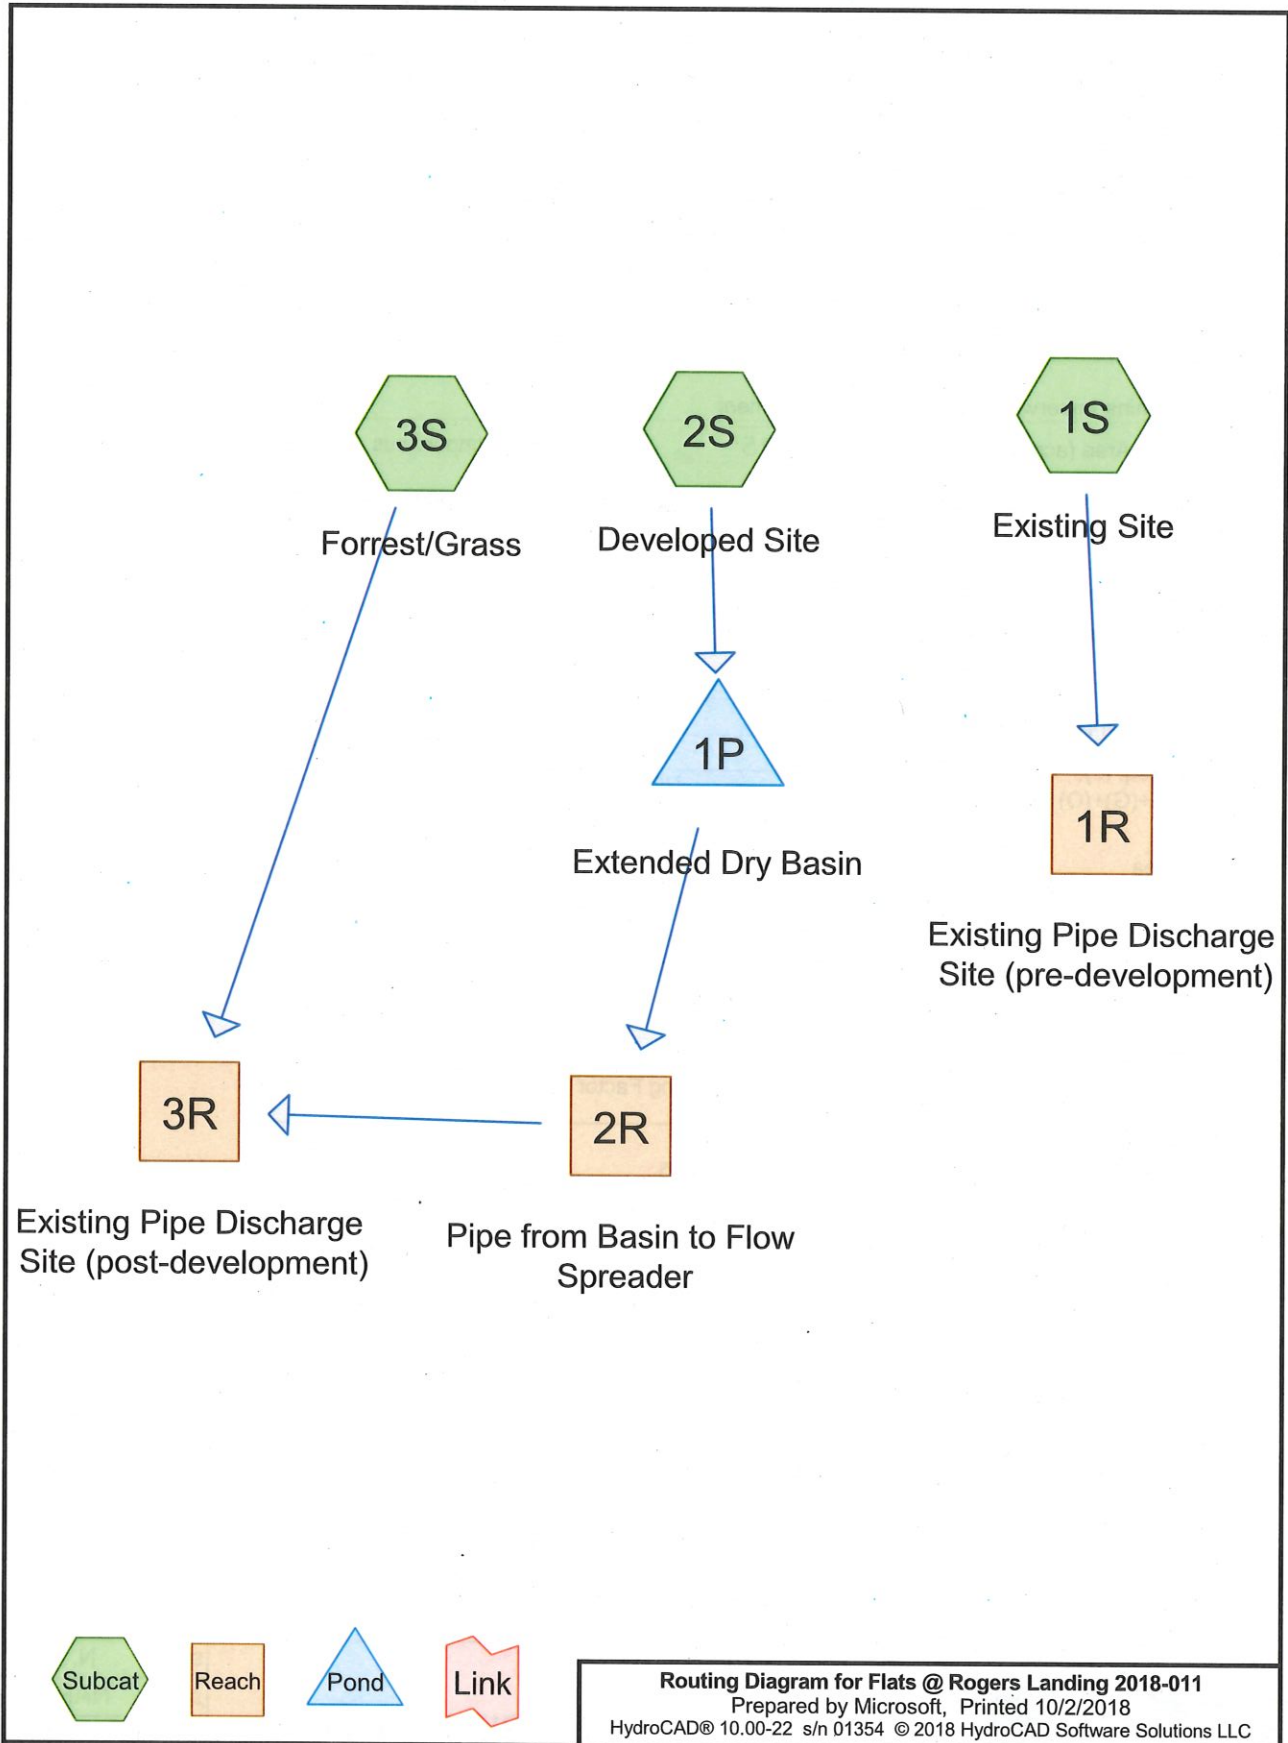 3S
2S
1S
Forrest/Grass
Developed Site
Existing Site
1P
Extended Dry Basin
1R
Existing Pipe Discharge
Site (pre-development)
3R
2R
Existing Pipe Discharge
Site (post-development)
Pipe from Basin to Flow
Spreader
Subcat
Reach
Pond
Link
Routing Diagram for Flats @ Rogers Landing 2018-011
Prepared by Microsoft, Printed 10/2/2018
HydroCAD® 10.00-22 s/n 01354 © 2018 HydroCAD Software Solutions LLC